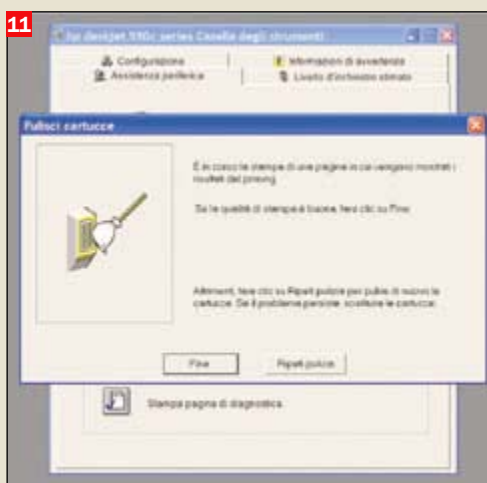 11
hp deskjet 990c series Casella degli strumenti
Configurazione
Informazioni di avvertenza
Assistenza periferica
Livello d'inchiostro stimato
Pulisci cartucce
È in corso la stampa di una pagina in cui vengono mostrati i
risultati del priming.
Se la qualità di stampa è buona, fare clic su Fine.
Altrimenti, fare clic su Ripeti pulizia per pulire di nuovo le
cartucce. Se il problema persiste, sostituire le cartucce.
Fine
Ripeti pulizia
Stampa pagina di diagnostica.